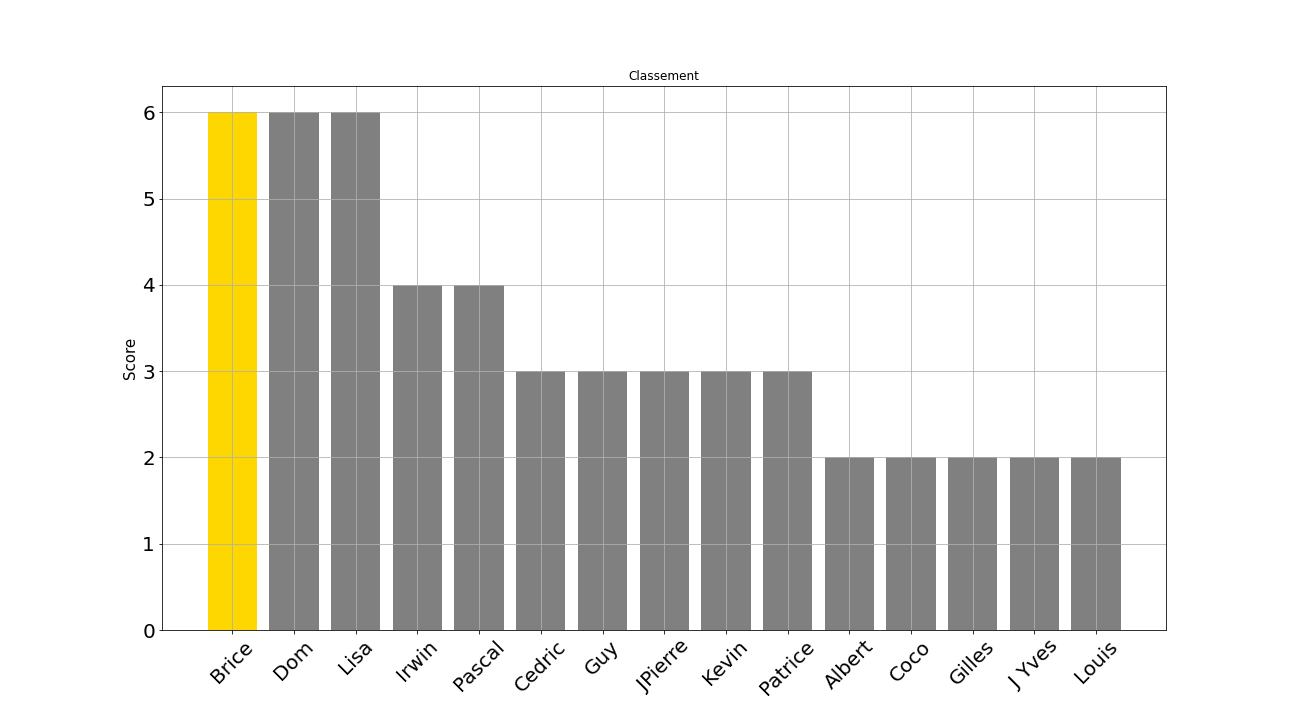 Classement
Score
6
5
4
3
2
1
0
Brice Dom Lisa Irwin Pascal Cedric Guy JPierre Kevin Patrice Albert Coco Gilles J Yves Louis